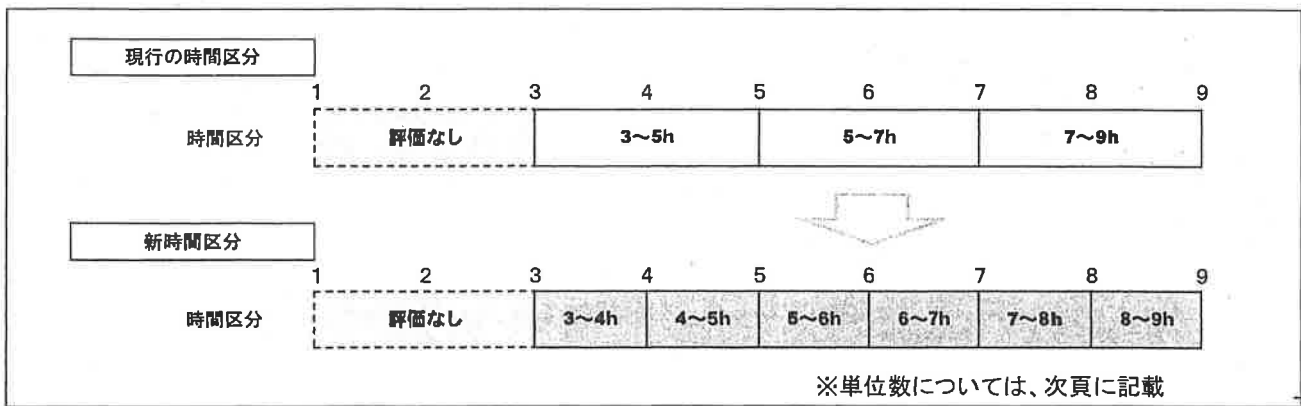 現行の時間区分
1 2 3 4 5 6 7 8 9
時間区分 評価なし 3～5h 5～7h 7～9h
新時間区分
1 2 3 4 5 6 7 8 9
時間区分 評価なし 3～4h 4～5h 5～6h 6～7h 7～8h 8～9h
※単位数については、次頁に記載